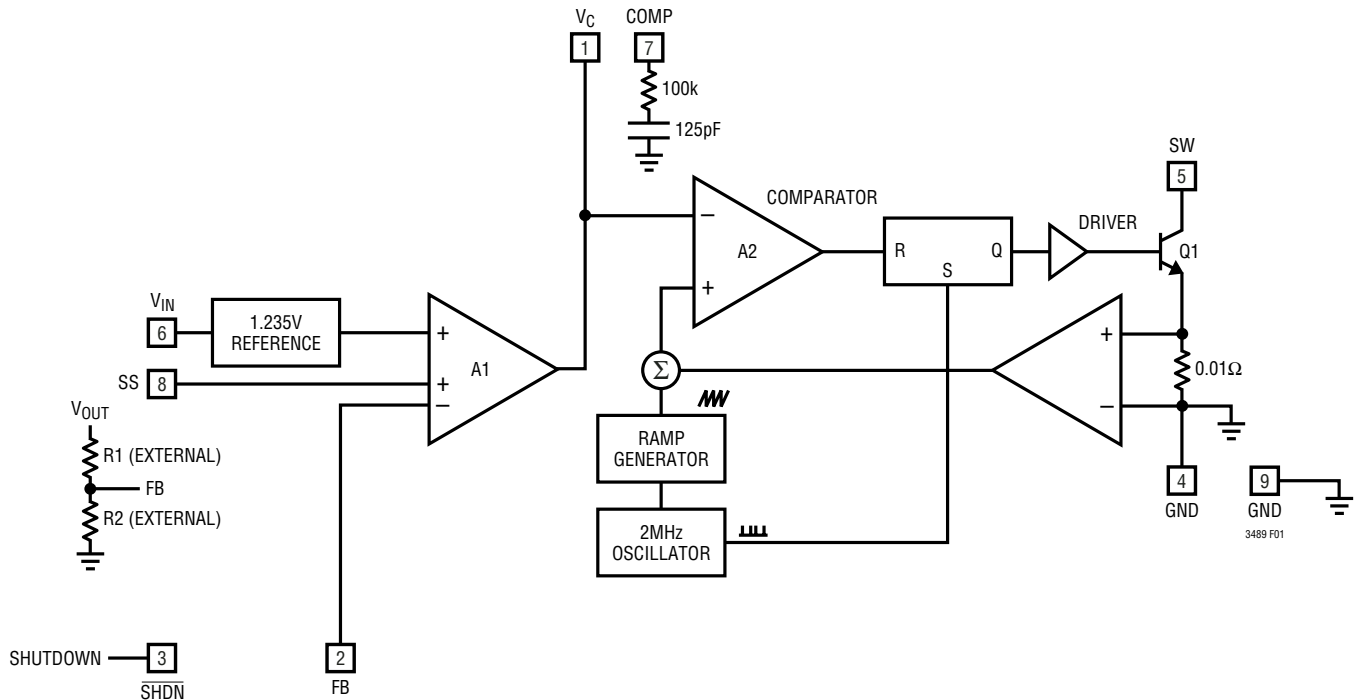 V_C
1
COMP
7
100k
125pF
SW
5
COMPARATOR
−
A2
+
R
S
Q
DRIVER
Q1
V_IN
6
1.235V
REFERENCE
SS
8
+
+
−
A1
Σ
+
−
0.01Ω
V_OUT
R1 (EXTERNAL)
FB
R2 (EXTERNAL)
RAMP
GENERATOR
2MHz
OSCILLATOR
4
GND
9
GND
3489 F01
SHUTDOWN
3
SHDN
2
FB